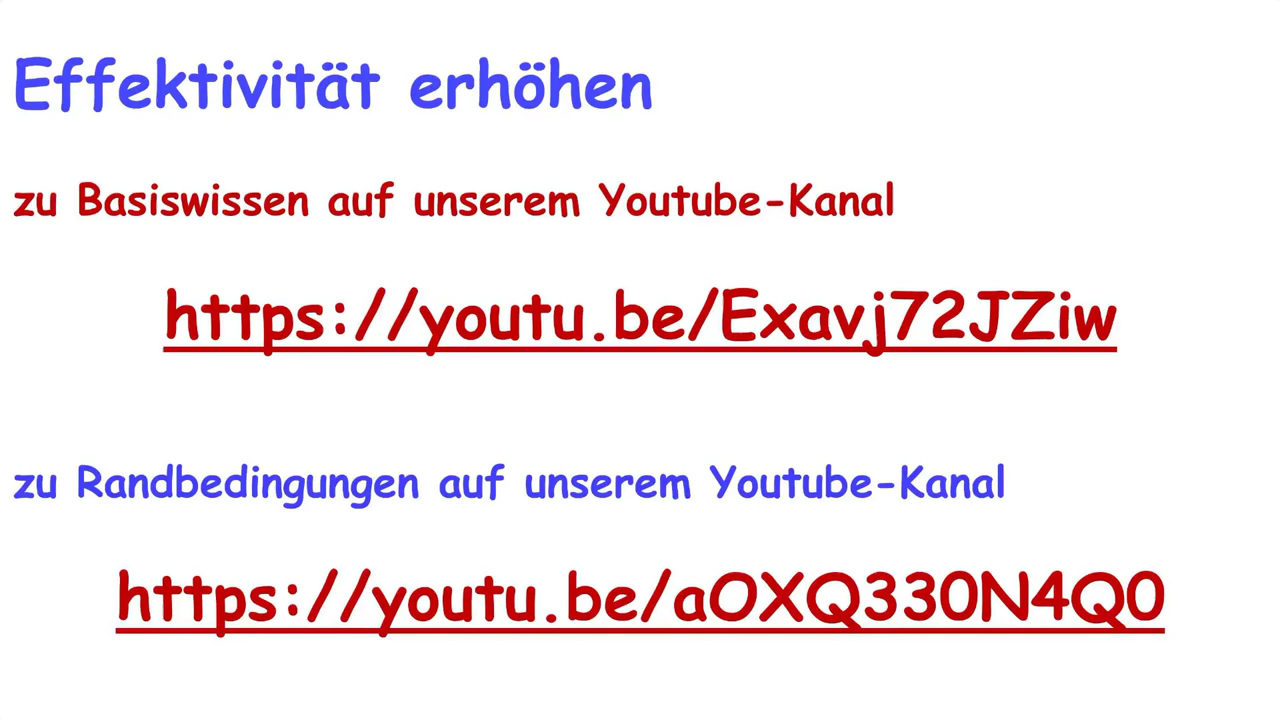 Effektivität erhöhen
zu Basiswissen auf unserem Youtube-Kanal
https://youtu.be/Exavj72JZiw
zu Randbedingungen auf unserem Youtube-Kanal
https://youtu.be/aOXQ330N4Q0